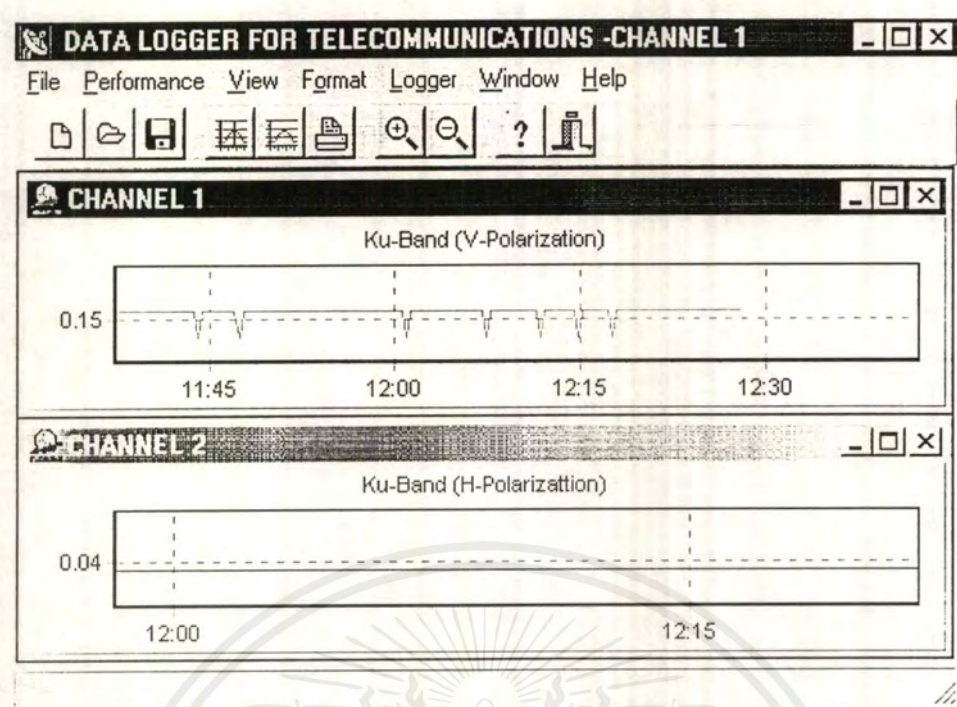 DATA LOGGER FOR TELECOMMUNICATIONS -CHANNEL 1
File Performance View Format Logger Window Help
?
CHANNEL 1
Ku-Band (V-Polarization)
0.15
11:45 12:00 12:15 12:30
CHANNEL 2
Ku-Band (H-Polarizattion)
0.04
12:00 12:15